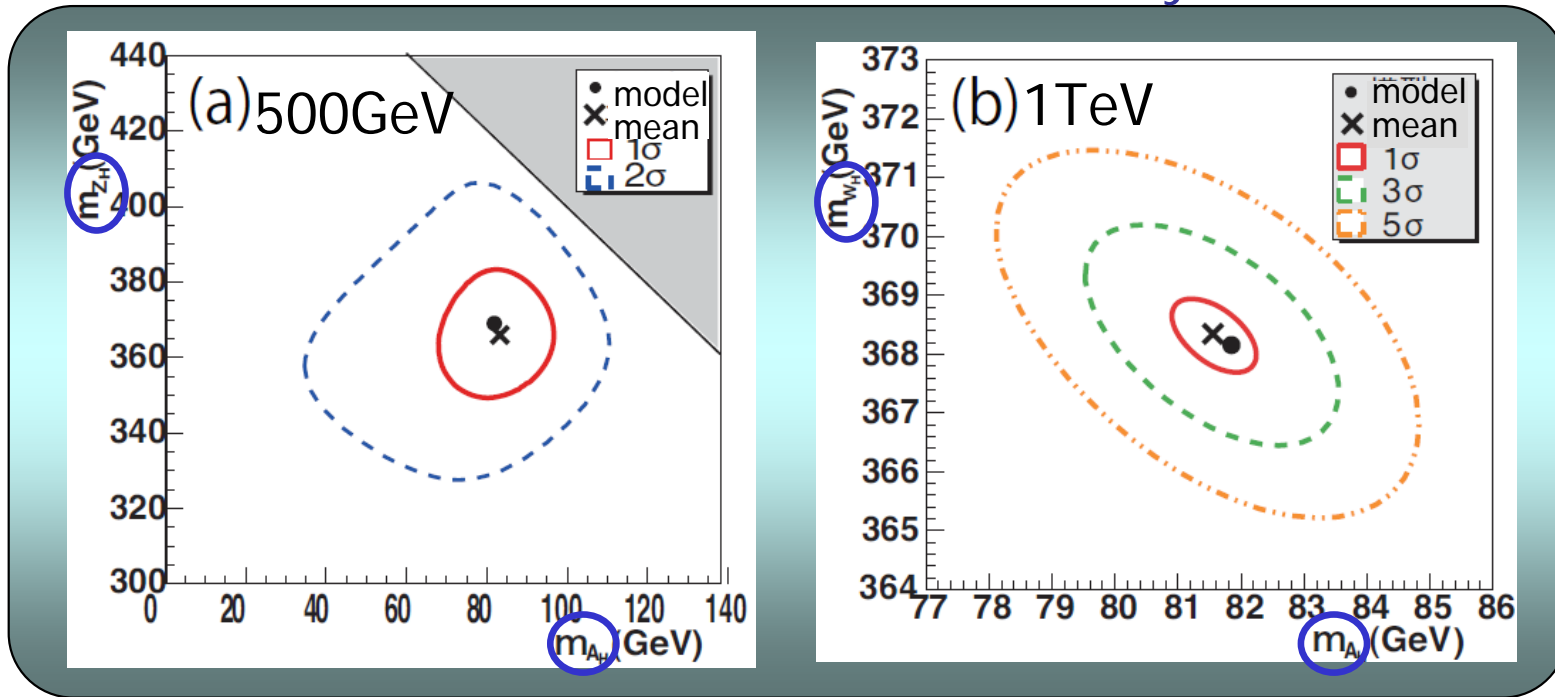 (a) 500GeV
model
mean
1σ
2σ
m_{Z_H} (GeV)
440
420
400
380
360
340
320
300
0 20 40 60 80 100 120 140
m_{A_H} (GeV)
(b) 1TeV
model
mean
1σ
3σ
5σ
m_{W_H} (GeV)
373
372
371
370
369
368
367
366
365
364
77 78 79 80 81 82 83 84 85 86
m_A (GeV)